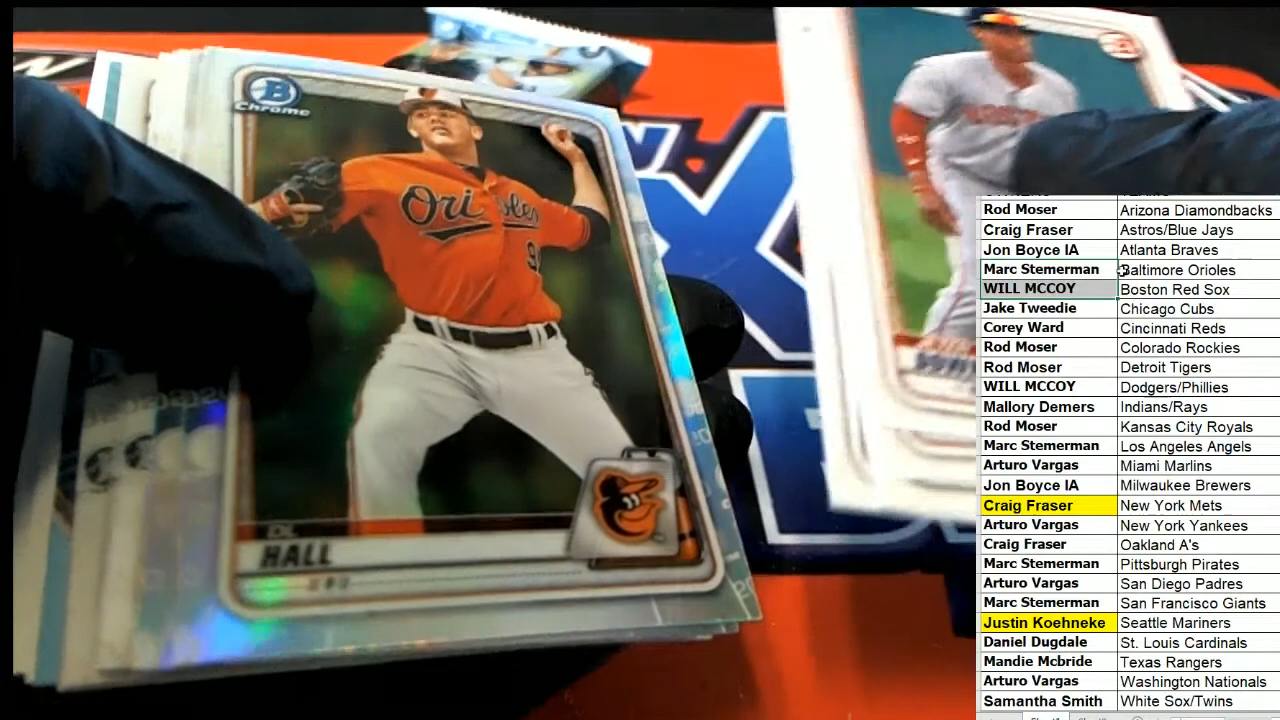 B
Chrome
Orioles
9
HALL
Rod Moser Arizona Diamondbacks
Craig Fraser Astros/Blue Jays
Jon Boyce IA Atlanta Braves
Marc Stemerman Baltimore Orioles
WILL MCCOY Boston Red Sox
Jake Tweedie Chicago Cubs
Corey Ward Cincinnati Reds
Rod Moser Colorado Rockies
Rod Moser Detroit Tigers
WILL MCCOY Dodgers/Phillies
Mallory Demers Indians/Rays
Rod Moser Kansas City Royals
Marc Stemerman Los Angeles Angels
Arturo Vargas Miami Marlins
Jon Boyce IA Milwaukee Brewers
Craig Fraser New York Mets
Arturo Vargas New York Yankees
Craig Fraser Oakland A's
Marc Stemerman Pittsburgh Pirates
Arturo Vargas San Diego Padres
Marc Stemerman San Francisco Giants
Justin Koehneke Seattle Mariners
Daniel Dugdale St. Louis Cardinals
Mandie Mcbride Texas Rangers
Arturo Vargas Washington Nationals
Samantha Smith White Sox/Twins